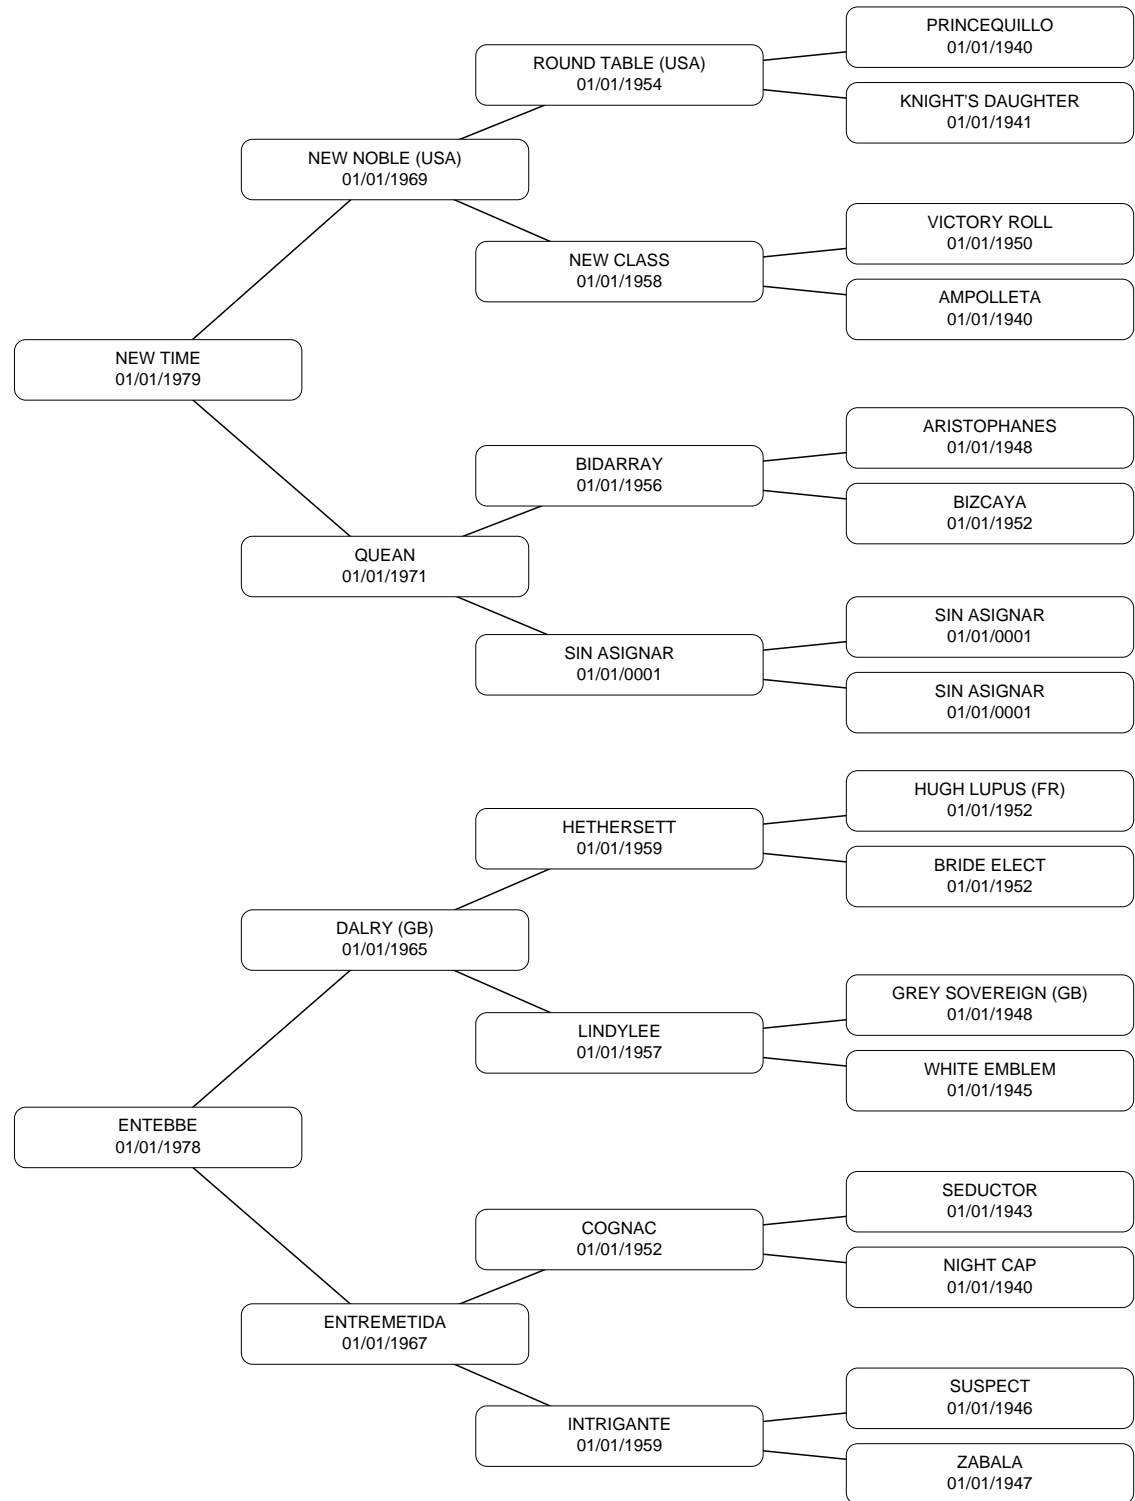 PRINCEQUILLO
01/01/1940
ROUND TABLE (USA)
01/01/1954
KNIGHT'S DAUGHTER
01/01/1941
NEW NOBLE (USA)
01/01/1969
VICTORY ROLL
01/01/1950
NEW CLASS
01/01/1958
AMPOLLETA
01/01/1940
NEW TIME
01/01/1979
ARISTOPHANES
01/01/1948
BIDARRAY
01/01/1956
BIZCAYA
01/01/1952
QUEAN
01/01/1971
SIN ASIGNAR
01/01/0001
SIN ASIGNAR
01/01/0001
SIN ASIGNAR
01/01/0001
HUGH LUPUS (FR)
01/01/1952
HETHERSETT
01/01/1959
BRIDE ELECT
01/01/1952
DALRY (GB)
01/01/1965
GREY SOVEREIGN (GB)
01/01/1948
LINDYLEE
01/01/1957
WHITE EMBLEM
01/01/1945
ENTEBBE
01/01/1978
SEDUCTOR
01/01/1943
COGNAC
01/01/1952
NIGHT CAP
01/01/1940
ENTREMETIDA
01/01/1967
SUSPECT
01/01/1946
INTRIGANTE
01/01/1959
ZABALA
01/01/1947